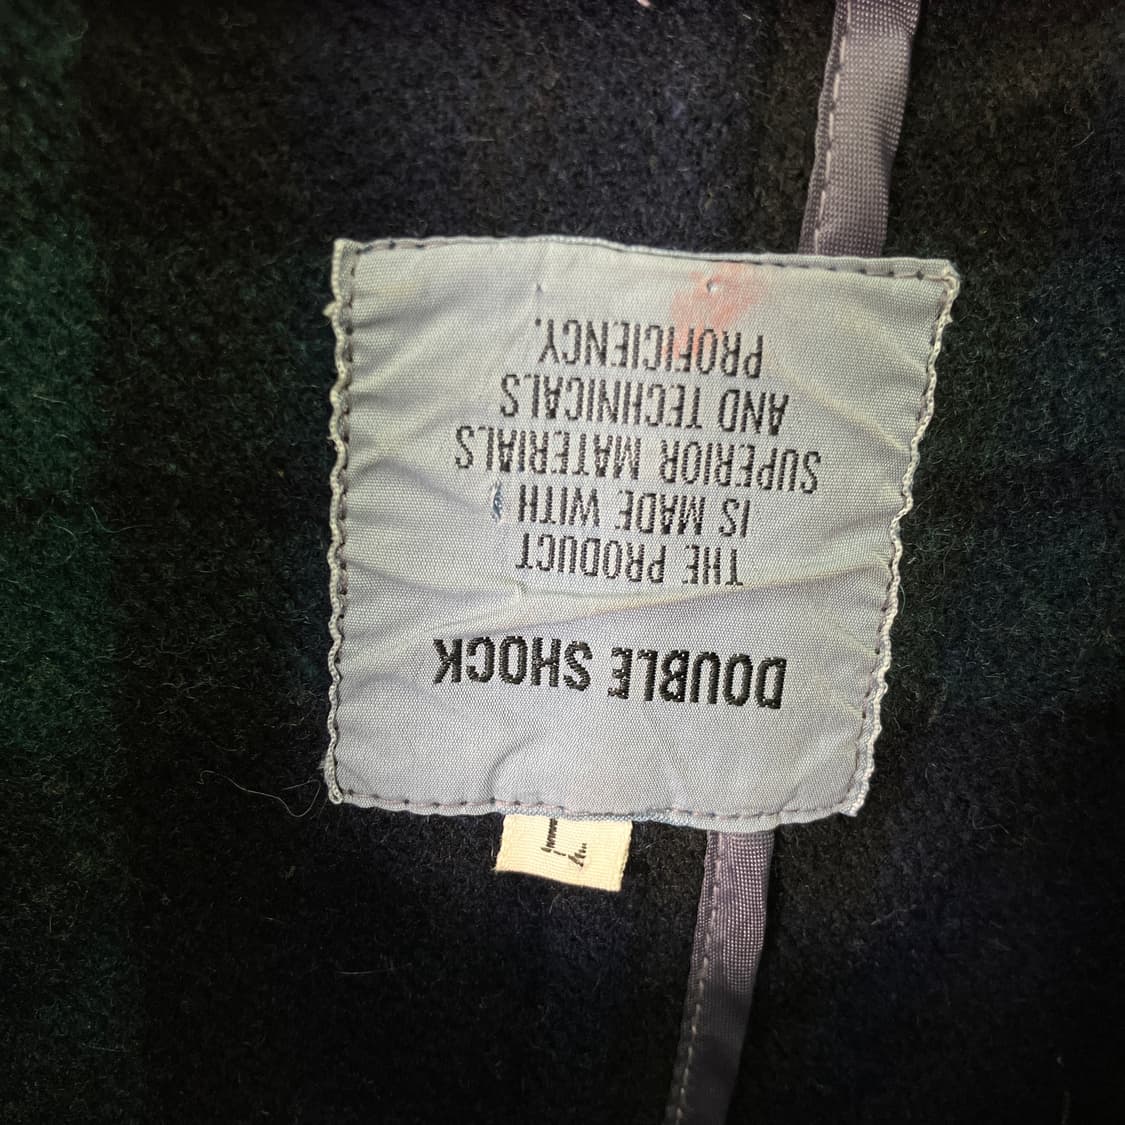 DOUBLE SHOCK
THE PRODUCT
IS MADE WITH
SUPERIOR MATERIALS
AND TECHNICALS
PROFICIENCY.
L